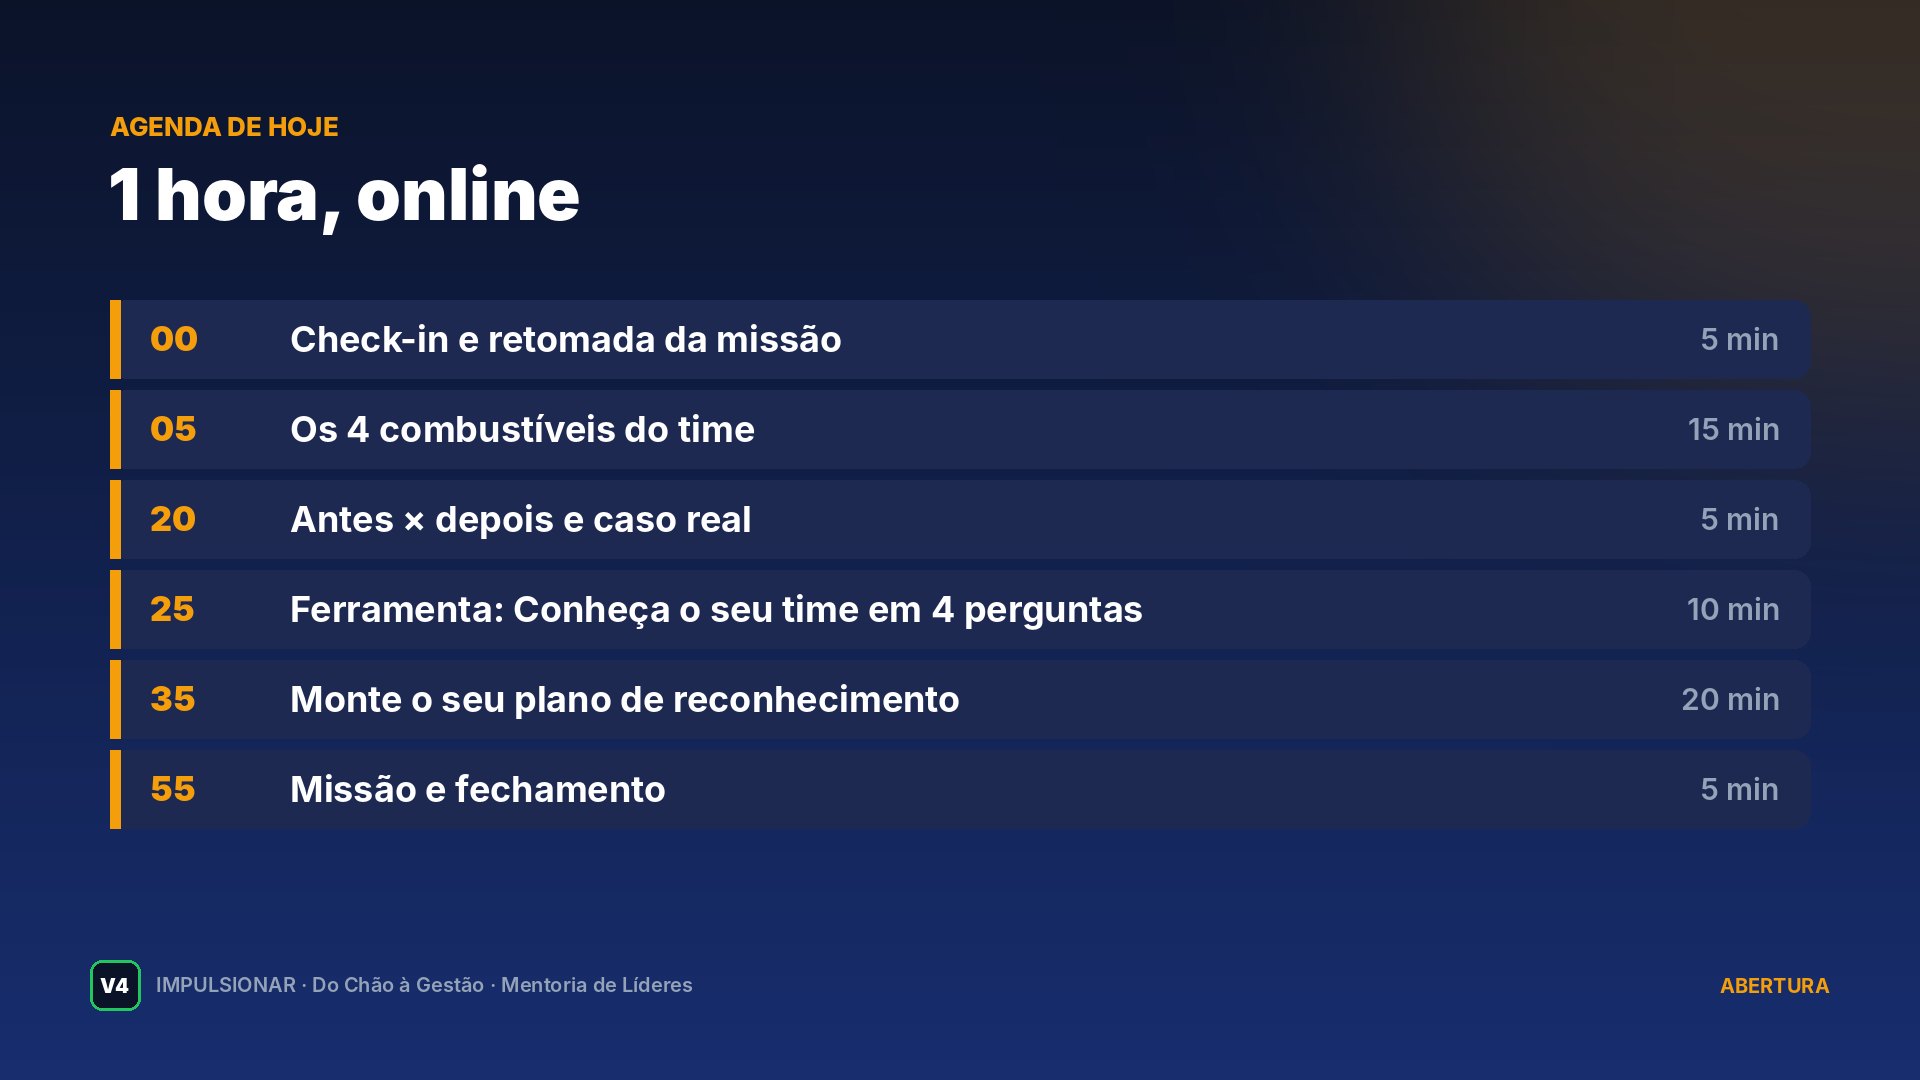 AGENDA DE HOJE
1 hora, online
00 Check-in e retomada da missão 5 min
05 Os 4 combustíveis do time 15 min
20 Antes × depois e caso real 5 min
25 Ferramenta: Conheça o seu time em 4 perguntas 10 min
35 Monte o seu plano de reconhecimento 20 min
55 Missão e fechamento 5 min
V4 IMPULSIONAR · Do Chão à Gestão · Mentoria de Líderes ABERTURA